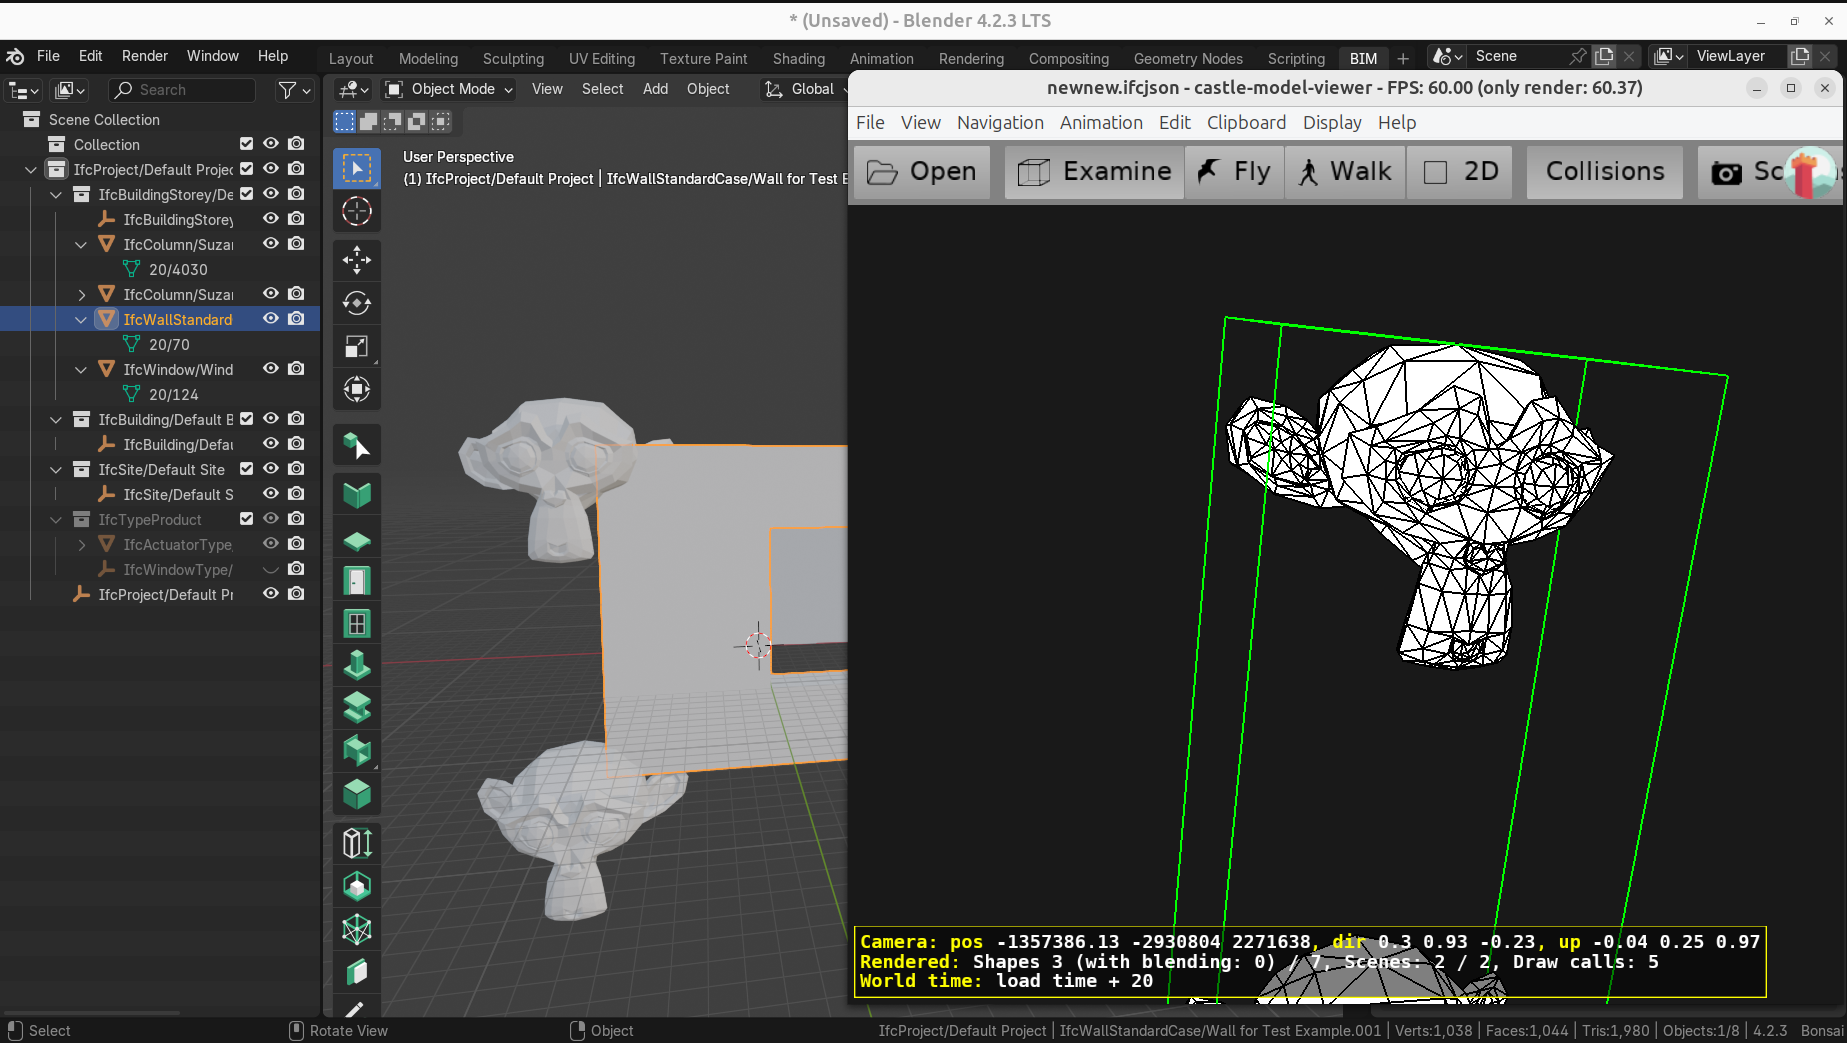 * (Unsaved) - Blender 4.2.3 LTS
File Edit Render Window Help
Layout Modeling Sculpting UV Editing Texture Paint Shading Animation Rendering Compositing Geometry Nodes Scripting BIM + Scene ViewLayer
Search
Object Mode View Select Add Object Global
Scene Collection
Collection
IfcProject/Default Projec
IfcBuildingStorey/De
IfcBuildingStorey
IfcColumn/Suzar
20/4030
IfcColumn/Suzar
IfcWallStandard
20/70
IfcWindow/Wind
20/124
IfcBuilding/Default B
IfcBuilding/Defau
IfcSite/Default Site
IfcSite/Default S
IfcTypeProduct
IfcActuatorType
IfcWindowType/
IfcProject/Default Pr
User Perspective
(1) IfcProject/Default Project | IfcWallStandardCase/Wall for Test E
newnew.ifcjson - castle-model-viewer - FPS: 60.00 (only render: 60.37)
File View Navigation Animation Edit Clipboard Display Help
Open Examine Fly Walk 2D Collisions Sc
Camera: pos -1357386.13 -2930804 2271638, dir 0.3 0.93 -0.23, up -0.04 0.25 0.97
Rendered: Shapes 3 (with blending: 0) / 7, Scenes: 2 / 2, Draw calls: 5
World time: load time + 20
Select Rotate View Object IfcProject/Default Project | IfcWallStandardCase/Wall for Test Example.001 | Verts:1,038 | Faces:1,044 | Tris:1,980 | Objects:1/8 | 4.2.3 Bonsai